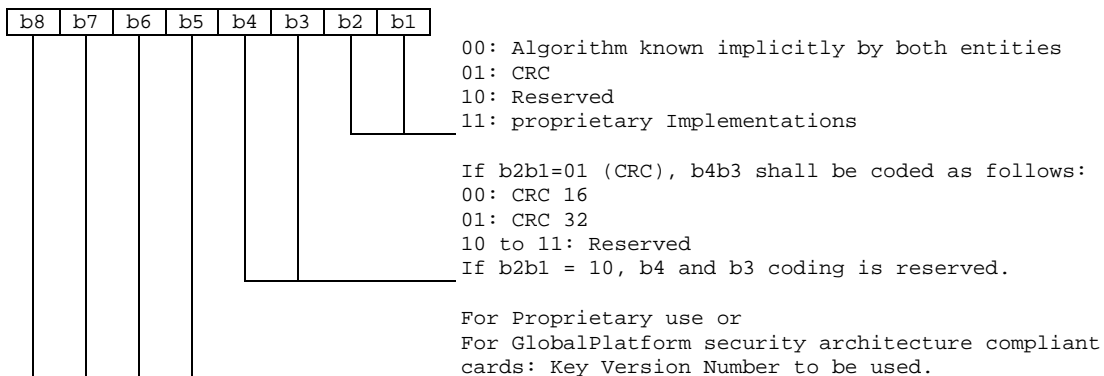 b8 b7 b6 b5 b4 b3 b2 b1
00: Algorithm known implicitly by both entities
01: CRC
10: Reserved
11: proprietary Implementations
If b2b1=01 (CRC), b4b3 shall be coded as follows:
00: CRC 16
01: CRC 32
10 to 11: Reserved
If b2b1 = 10, b4 and b3 coding is reserved.
For Proprietary use or
For GlobalPlatform security architecture compliant
cards: Key Version Number to be used.